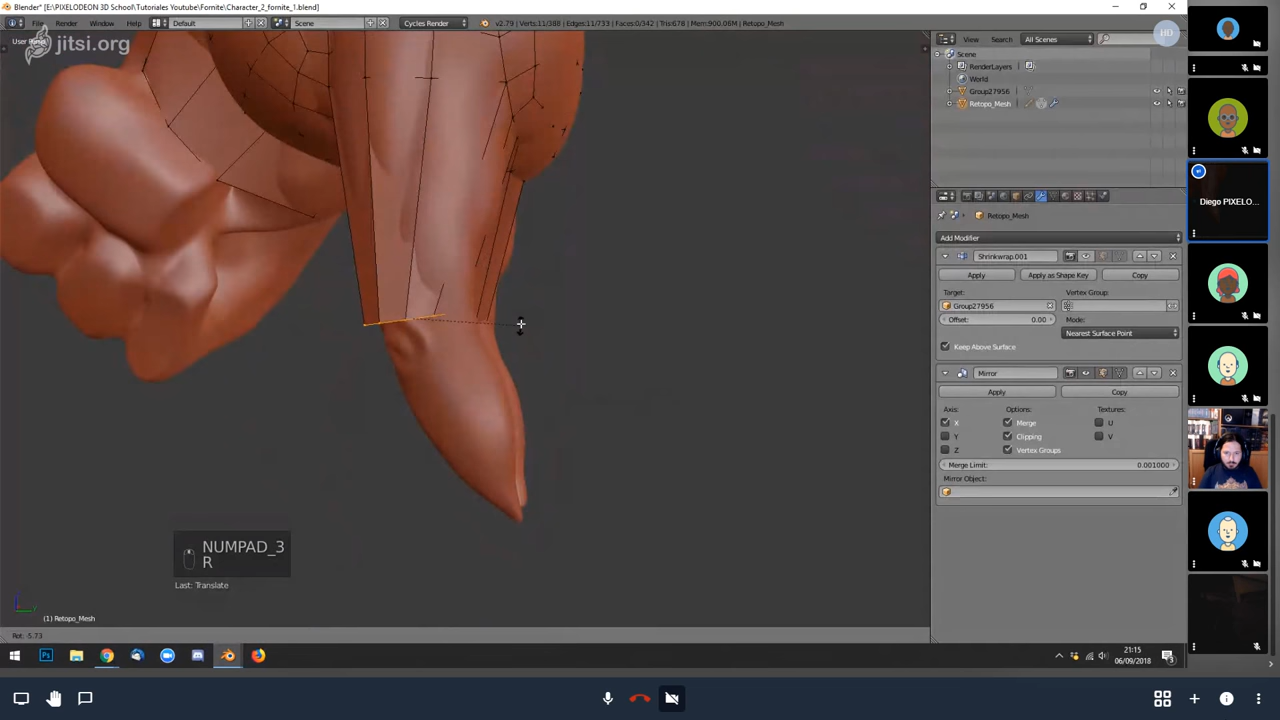 Blender* [E:\PIXELODEON 3D School\Tutoriales Youtube\Fornite\Character_2_fornite_1.blend]
File Render Window Help Default Scene Cycles Render v2.79 | Verts:11/388 | Edges:11/733 | Faces:0/342 | Tris:678 | Mem:900.06M | Retopo_Mesh
View Search All Scenes
HD
jitsi.org
Scene
RenderLayers
World
Group27956
Retopo_Mesh
Retopo_Mesh
Add Modifier
Shrinkwrap.001
Apply Apply as Shape Key Copy
Target: Vertex Group:
Group27956
Offset: 0.00 Mode:
Nearest Surface Point
Keep Above Surface
Mirror
Apply Copy
Axis: Options: Textures:
X Merge U
Y Clipping V
Z Vertex Groups
Merge Limit: 0.001000
Mirror Object:
Diego PIXELO...
NUMPAD_3
R
Last: Translate
(1) Retopo_Mesh
Rot: -5.73
21:15
06/09/2018
3